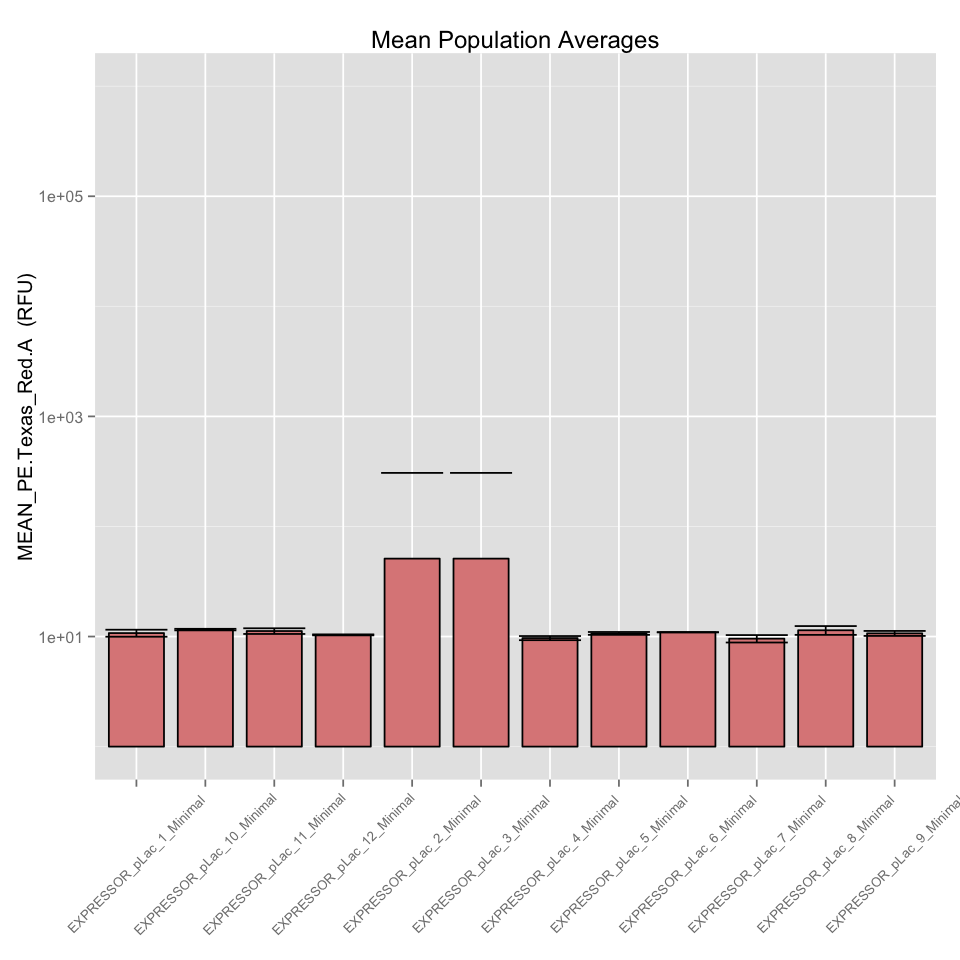 Mean Population Averages
MEAN_PE.Texas_Red.A (RFU)
1e+05
1e+03
1e+01
EXPRESSOR_pLac_1_Minimal
EXPRESSOR_pLac_10_Minimal
EXPRESSOR_pLac_11_Minimal
EXPRESSOR_pLac_12_Minimal
EXPRESSOR_pLac_2_Minimal
EXPRESSOR_pLac_3_Minimal
EXPRESSOR_pLac_4_Minimal
EXPRESSOR_pLac_5_Minimal
EXPRESSOR_pLac_6_Minimal
EXPRESSOR_pLac_7_Minimal
EXPRESSOR_pLac_8_Minimal
EXPRESSOR_pLac_9_Minimal